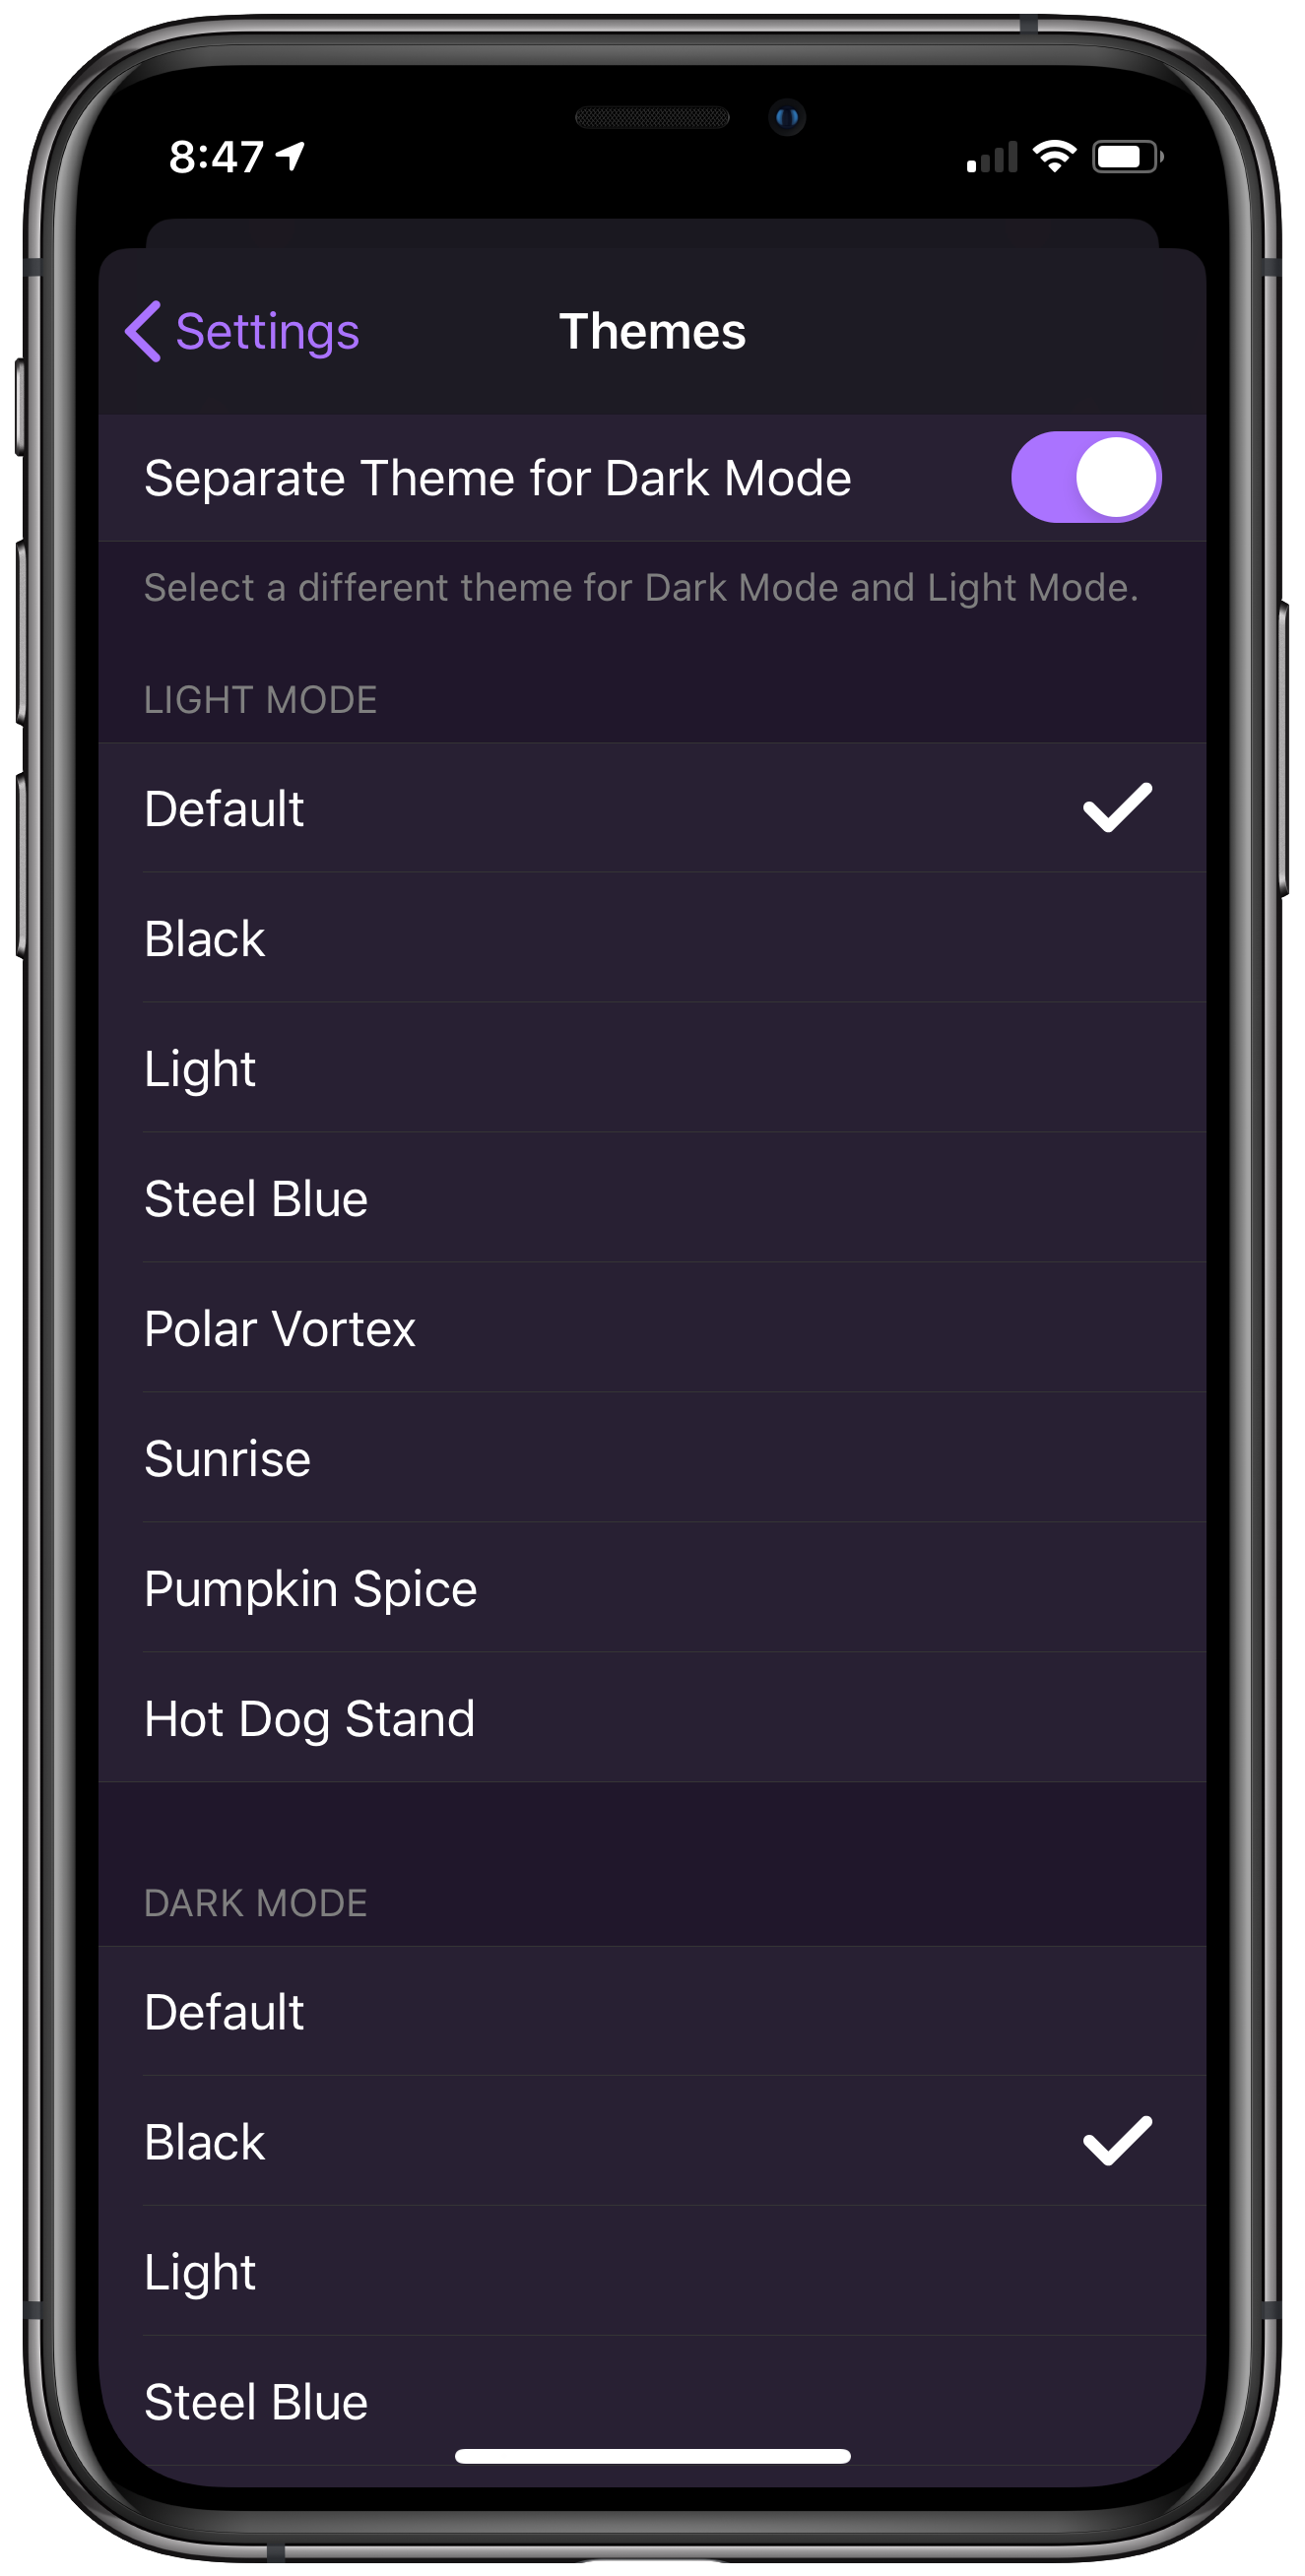 8:47
Settings
Themes
Separate Theme for Dark Mode
Select a different theme for Dark Mode and Light Mode.
LIGHT MODE
Default
Black
Light
Steel Blue
Polar Vortex
Sunrise
Pumpkin Spice
Hot Dog Stand
DARK MODE
Default
Black
Light
Steel Blue